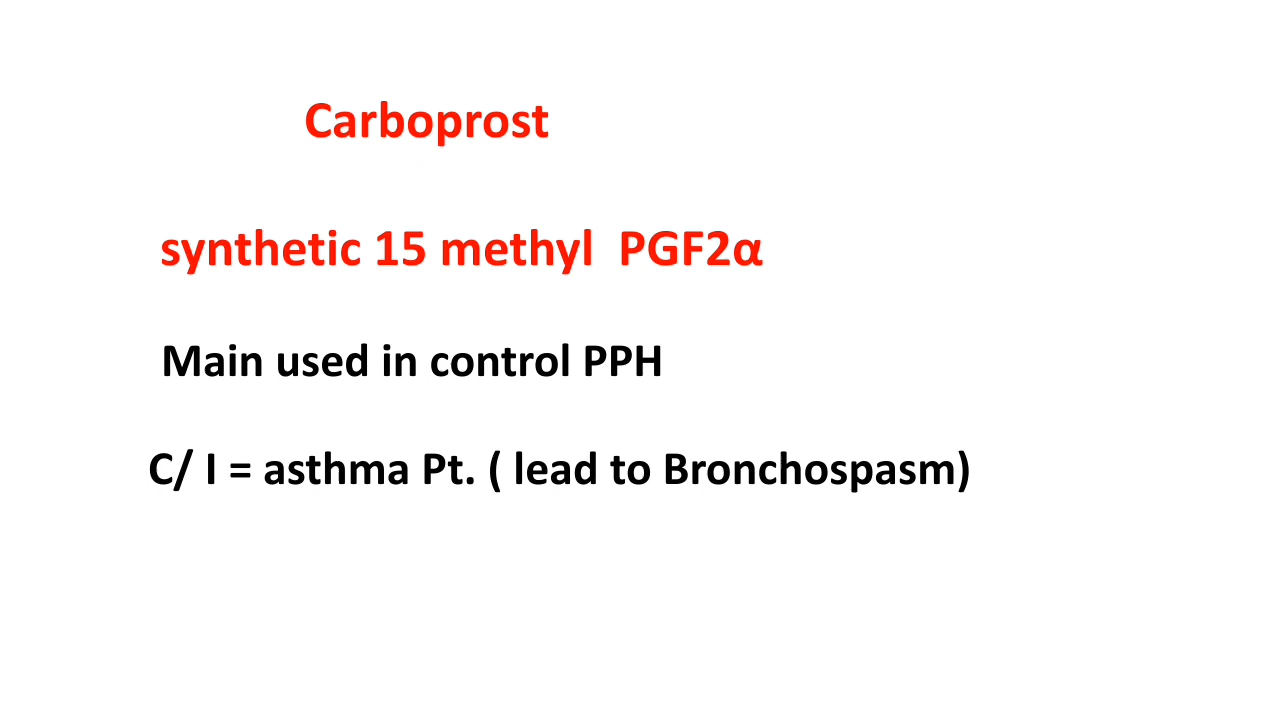 Carboprost
synthetic 15 methyl  PGF2α
Main used in control PPH
C/ I = asthma Pt. ( lead to Bronchospasm)